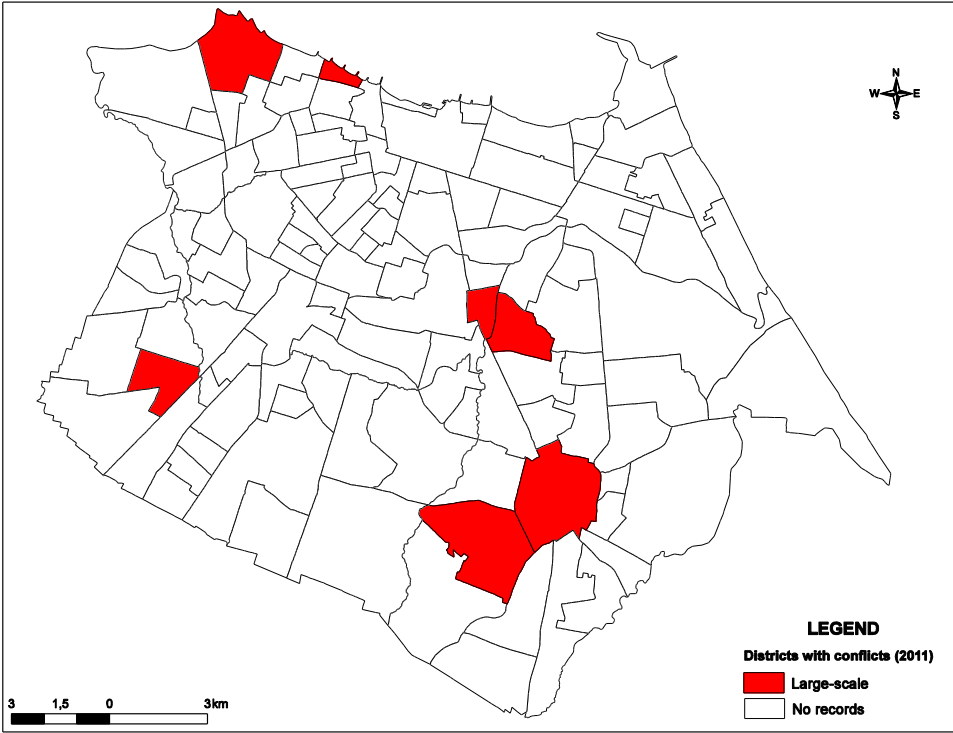 N
W E
S
LEGEND
Districts with conflicts (2011)
Large-scale
No records
3 1,5 0 3km